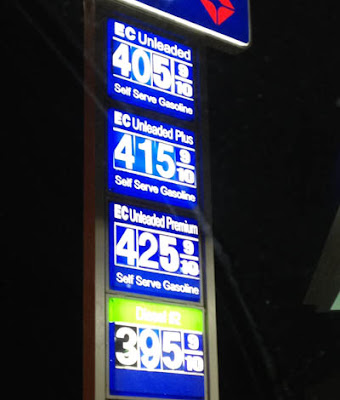 EC Unleaded
405 9/10
Self Serve Gasoline
EC Unleaded Plus
415 9/10
Self Serve Gasoline
EC Unleaded Premium
425 9/10
Self Serve Gasoline
Diesel #2
395 9/10